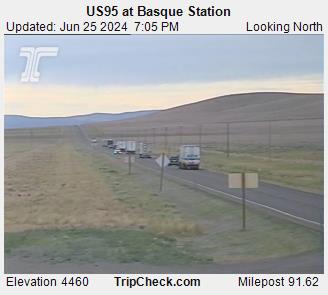 US95 at Basque Station
Updated: Jun 25 2024 7:05 PM Looking North
Elevation 4460 TripCheck.com Milepost 91.62